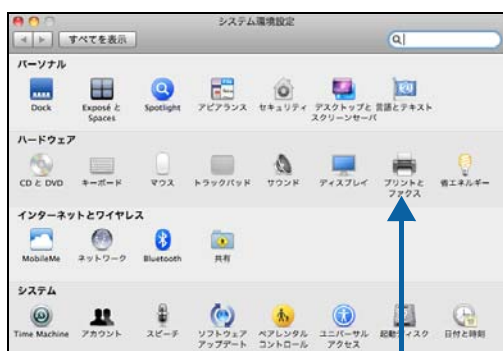 システム環境設定
すべてを表示
パーソナル
Dock
Exposé と Spaces
Spotlight
アピアランス
セキュリティ
デスクトップと スクリーンセーバ
言語とテキスト
ハードウェア
CD と DVD
キーボード
マウス
トラックパッド
サウンド
ディスプレイ
プリントと ファクス
省エネルギー
インターネットとワイヤレス
MobileMe
ネットワーク
Bluetooth
共有
システム
Time Machine
アカウント
スピーチ
ソフトウェア アップデート
ペアレンタル コントロール
ユニバーサル アクセス
起動ディスク
日付と時刻